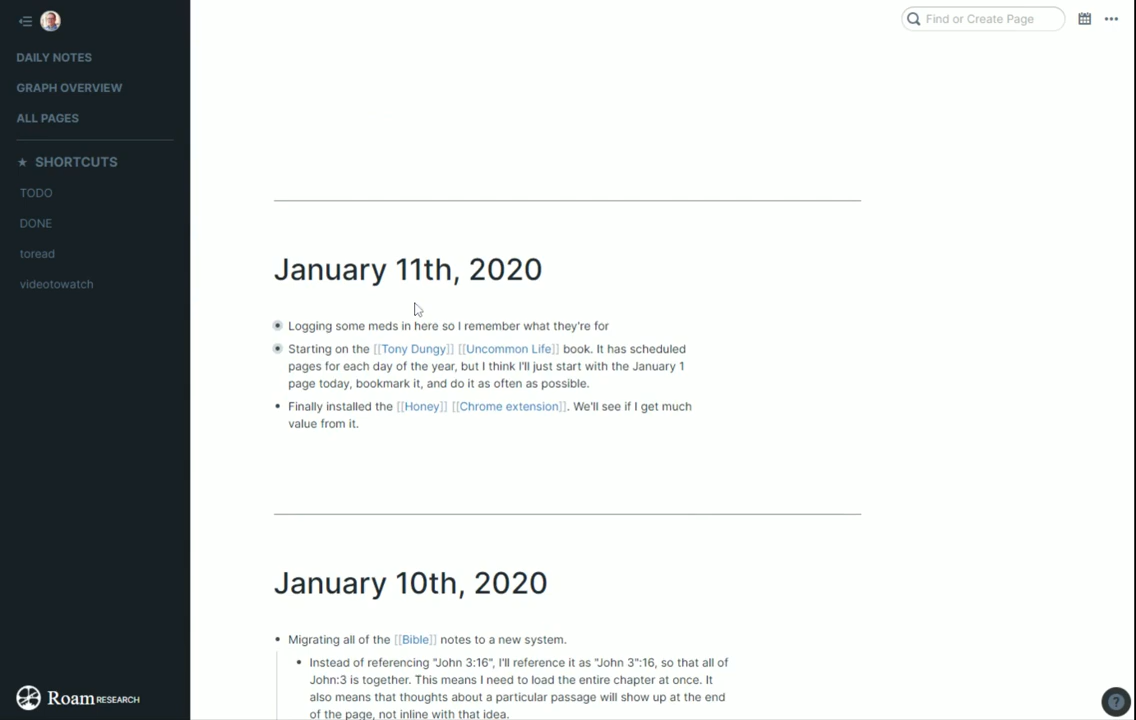 Find or Create Page
DAILY NOTES
GRAPH OVERVIEW
ALL PAGES
★ SHORTCUTS
TODO
DONE
toread
videotowatch
January 11th, 2020
Logging some meds in here so I remember what they're for
Starting on the [[Tony Dungy]] [[Uncommon Life]] book. It has scheduled
pages for each day of the year, but I think I'll just start with the January 1
page today, bookmark it, and do it as often as possible.
Finally installed the [[Honey]] [[Chrome extension]]. We'll see if I get much
value from it.
January 10th, 2020
Migrating all of the [[Bible]] notes to a new system.
Instead of referencing "John 3:16", I'll reference it as "John 3":16, so that all of
John:3 is together. This means I need to load the entire chapter at once. It
also means that thoughts about a particular passage will show up at the end
of the page, not inline with that idea.
Roam RESEARCH
?